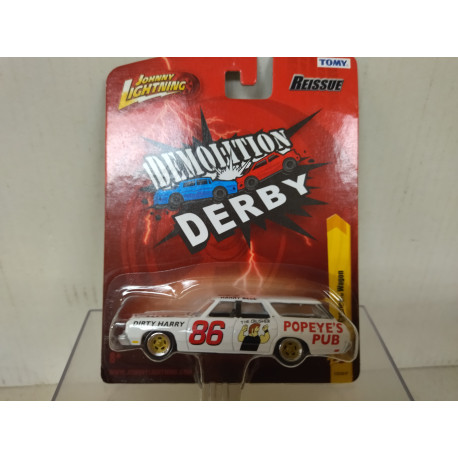 TOMY
JOHNNY
LIGHTNING
REISSUE
DEMOLITION
DERBY
Wagon
DIRTY HARRY
86
POPEYE'S
PUB